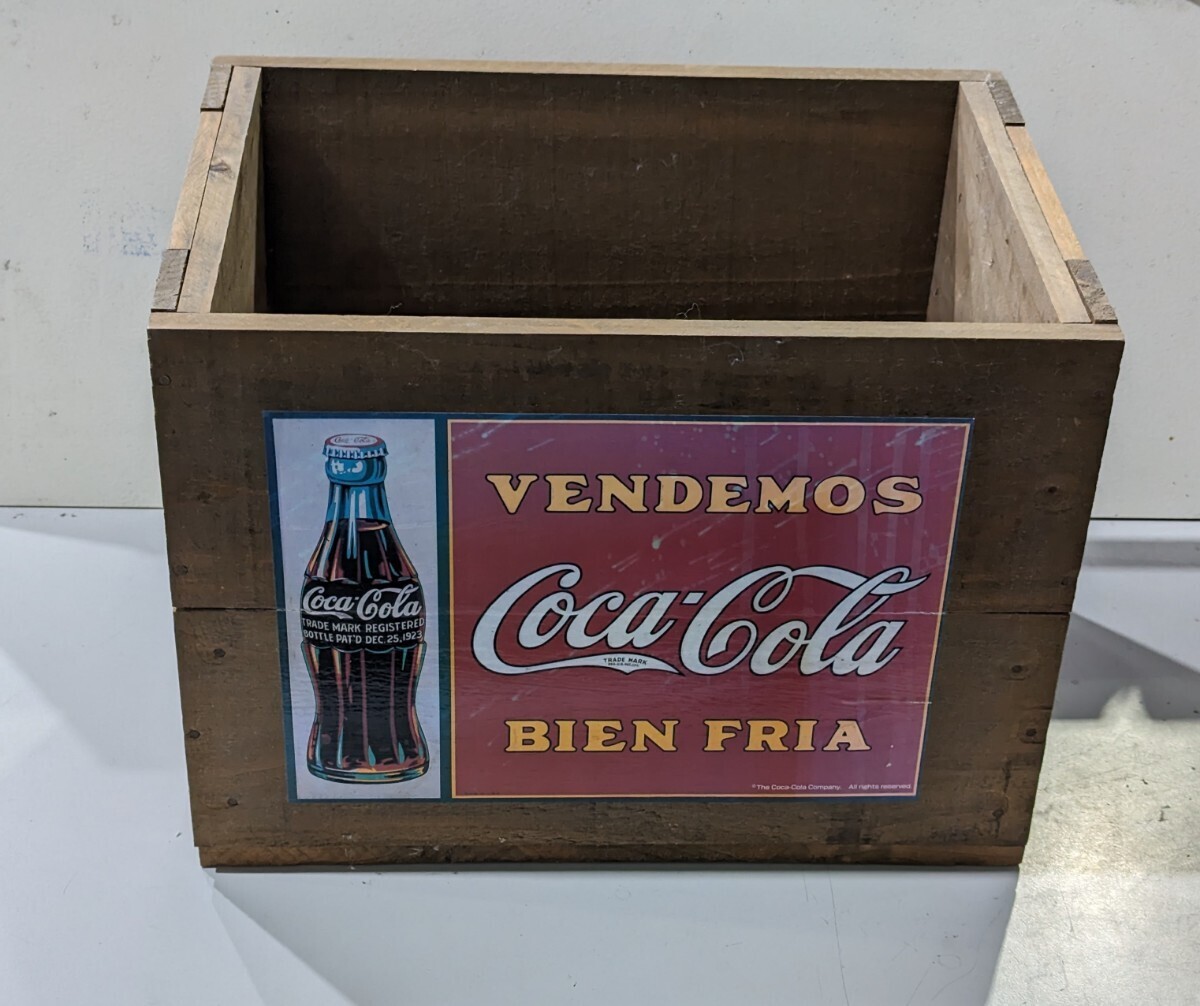 Coca-Cola
Coca-Cola
TRADE MARK REGISTERED
BOTTLE PAT'D DEC. 25, 1923
VENDEMOS
Coca-Cola
TRADE MARK
BIEN FRIA
©The Coca-Cola Company. All rights reserved.